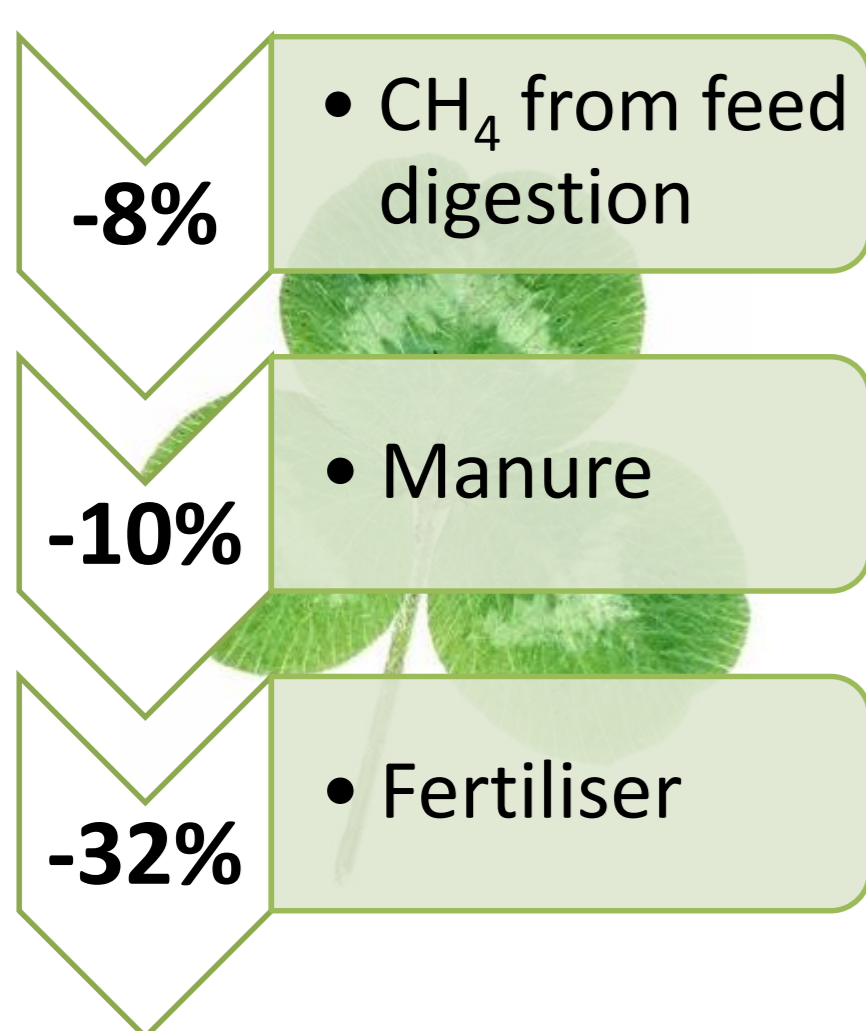 -8%
• CH₄ from feed
digestion
-10%
• Manure
-32%
• Fertiliser